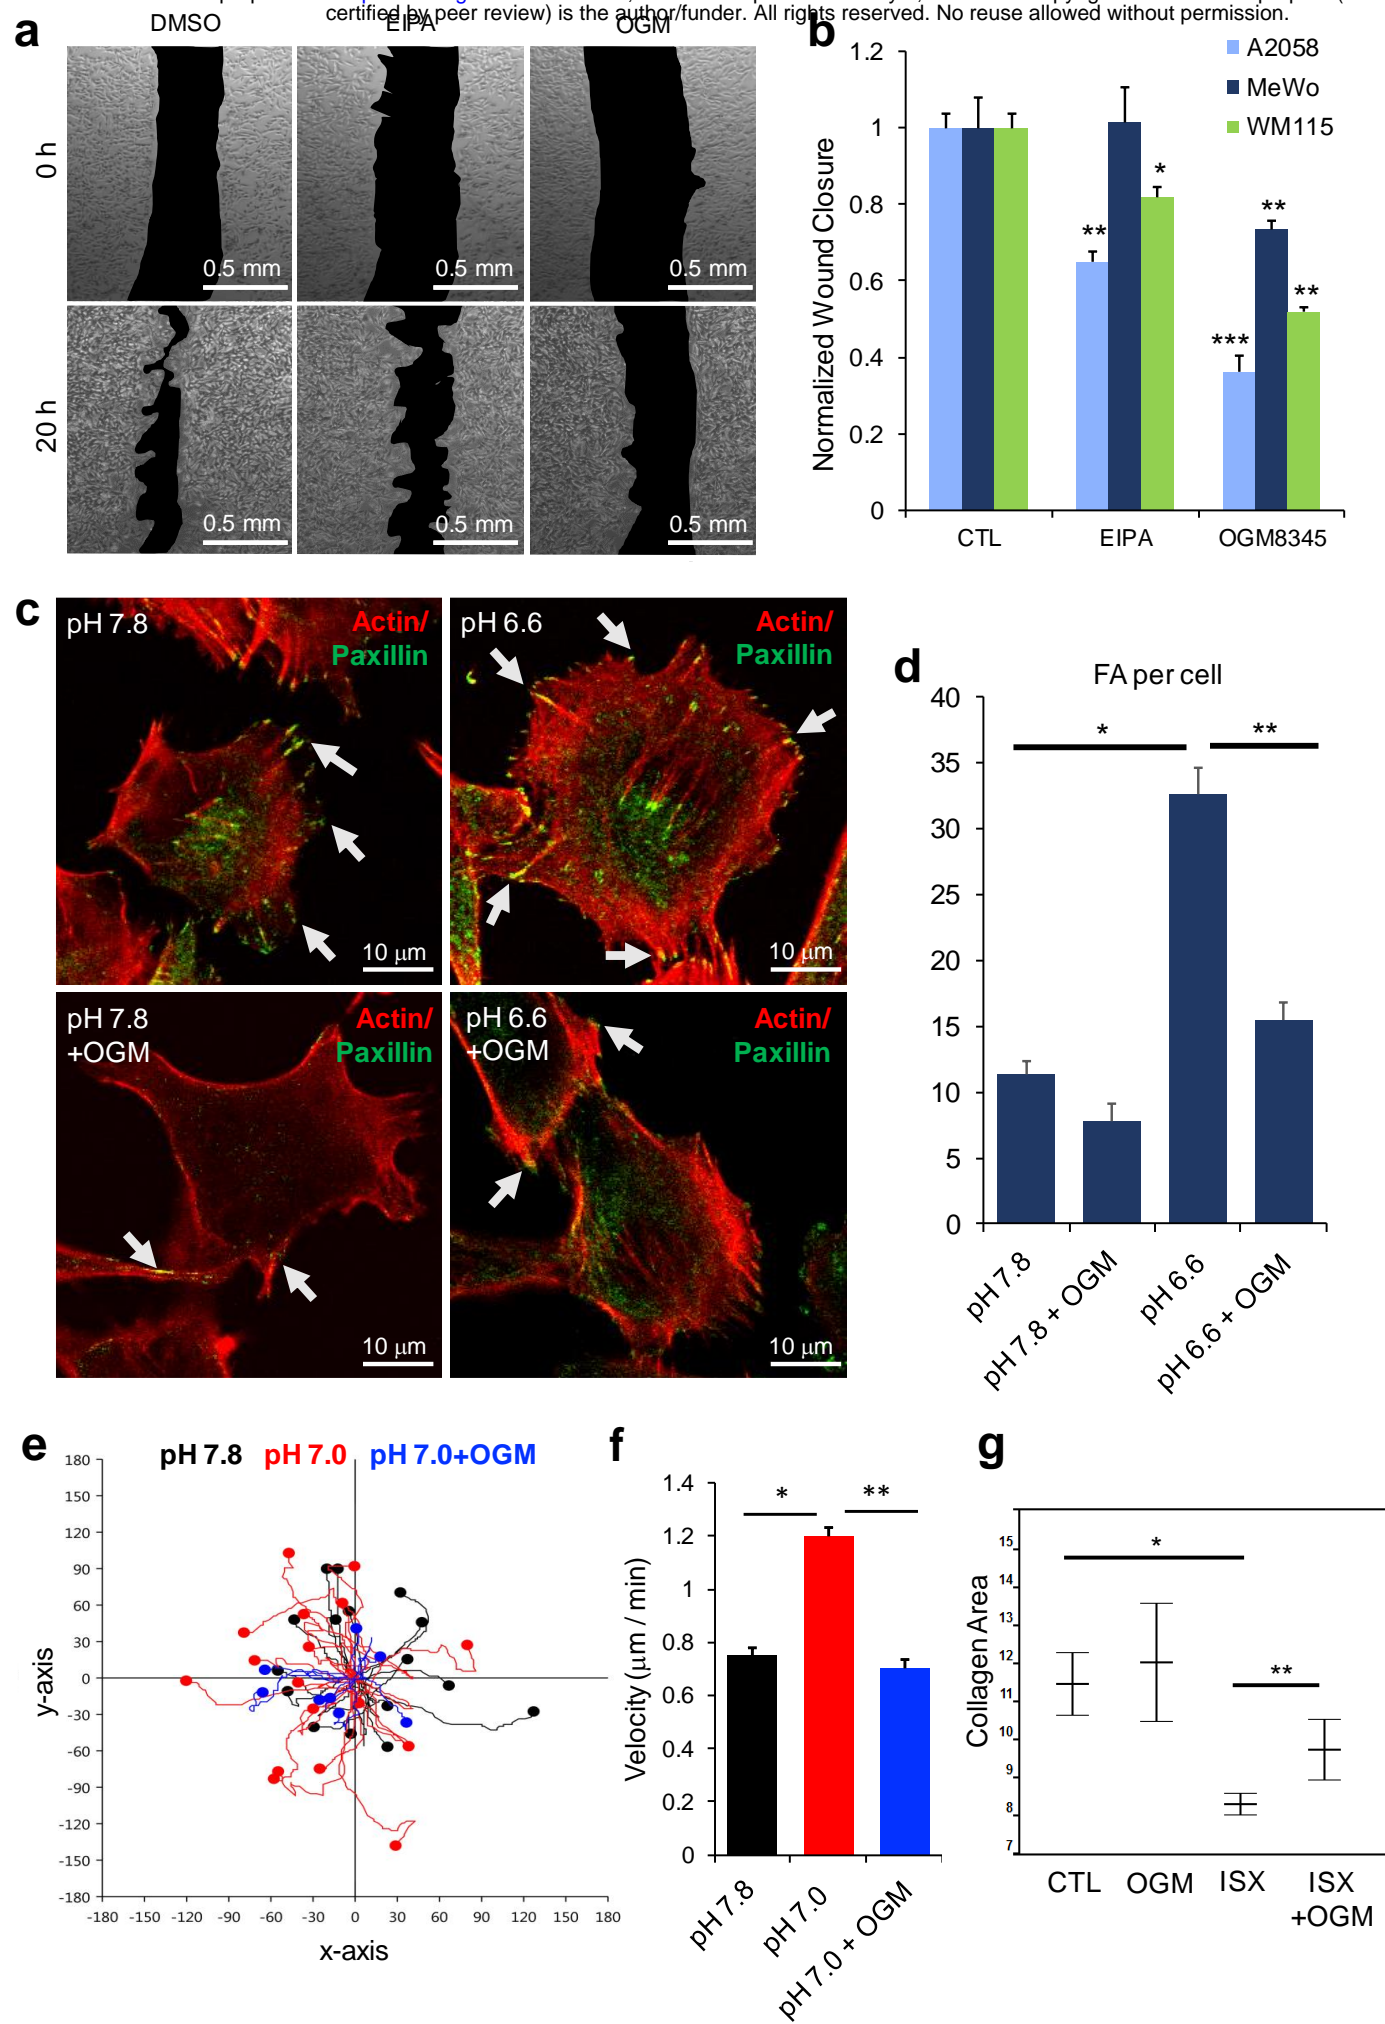 certified by peer review) is the author/funder. All rights reserved. No reuse allowed without permission.
a
DMSO
EIPA
OGM
0 h
0.5 mm
0.5 mm
0.5 mm
20 h
0.5 mm
0.5 mm
0.5 mm
b
1.2
1
0.8
0.6
0.4
0.2
0
Normalized Wound Closure
A2058
MeWo
WM115
**
*
***
**
**
CTL
EIPA
OGM8345
c
pH 7.8
Actin/
Paxillin
10 μm
pH 6.6
Actin/
Paxillin
10 μm
pH 7.8
+OGM
Actin/
Paxillin
10 μm
pH 6.6
+OGM
Actin/
Paxillin
10 μm
d
FA per cell
40
35
30
25
20
15
10
5
0
*
**
pH 7.8
pH 7.8 + OGM
pH 6.6
pH 6.6 + OGM
e
pH 7.8
pH 7.0
pH 7.0+OGM
180
150
120
90
60
30
0
-30
-60
-90
-120
-150
-180
y-axis
-180 -150 -120 -90 -60 -30 0 30 60 90 120 150 180
x-axis
f
1.4
1.2
1
0.8
0.6
0.4
0.2
0
Velocity (μm / min)
*
**
pH 7.8
pH 7.0
pH 7.0 + OGM
g
15
14
13
12
11
10
9
8
7
Collagen Area
*
**
CTL
OGM
ISX
ISX
+OGM